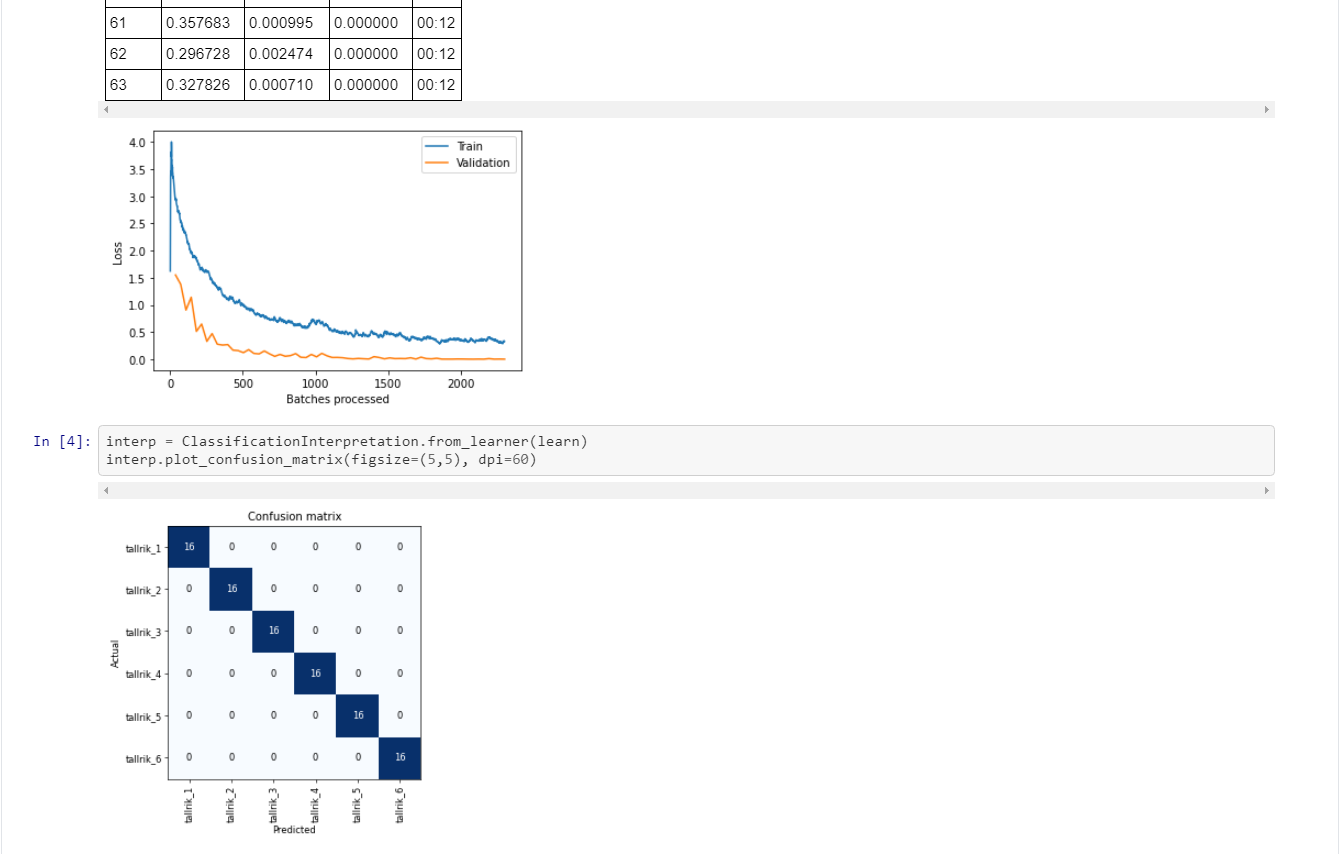 61 0.357683 0.000995 0.000000 00:12
62 0.296728 0.002474 0.000000 00:12
63 0.327826 0.000710 0.000000 00:12
Train
Validation
4.0
3.5
3.0
2.5
2.0
1.5
1.0
0.5
0.0
Loss
0 500 1000 1500 2000
Batches processed
In [4]: interp = ClassificationInterpretation.from_learner(learn)
interp.plot_confusion_matrix(figsize=(5,5), dpi=60)
Confusion matrix
tallrik_1 16 0 0 0 0 0
tallrik_2 0 16 0 0 0 0
tallrik_3 0 0 16 0 0 0
tallrik_4 0 0 0 16 0 0
tallrik_5 0 0 0 0 16 0
tallrik_6 0 0 0 0 0 16
Actual
tallrik_1 tallrik_2 tallrik_3 tallrik_4 tallrik_5 tallrik_6
Predicted